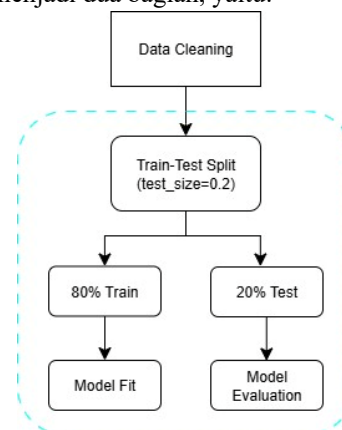 menjadi dua bagian, yaitu:
Data Cleaning
Train-Test Split
(test_size=0.2)
80% Train
20% Test
Model Fit
Model
Evaluation